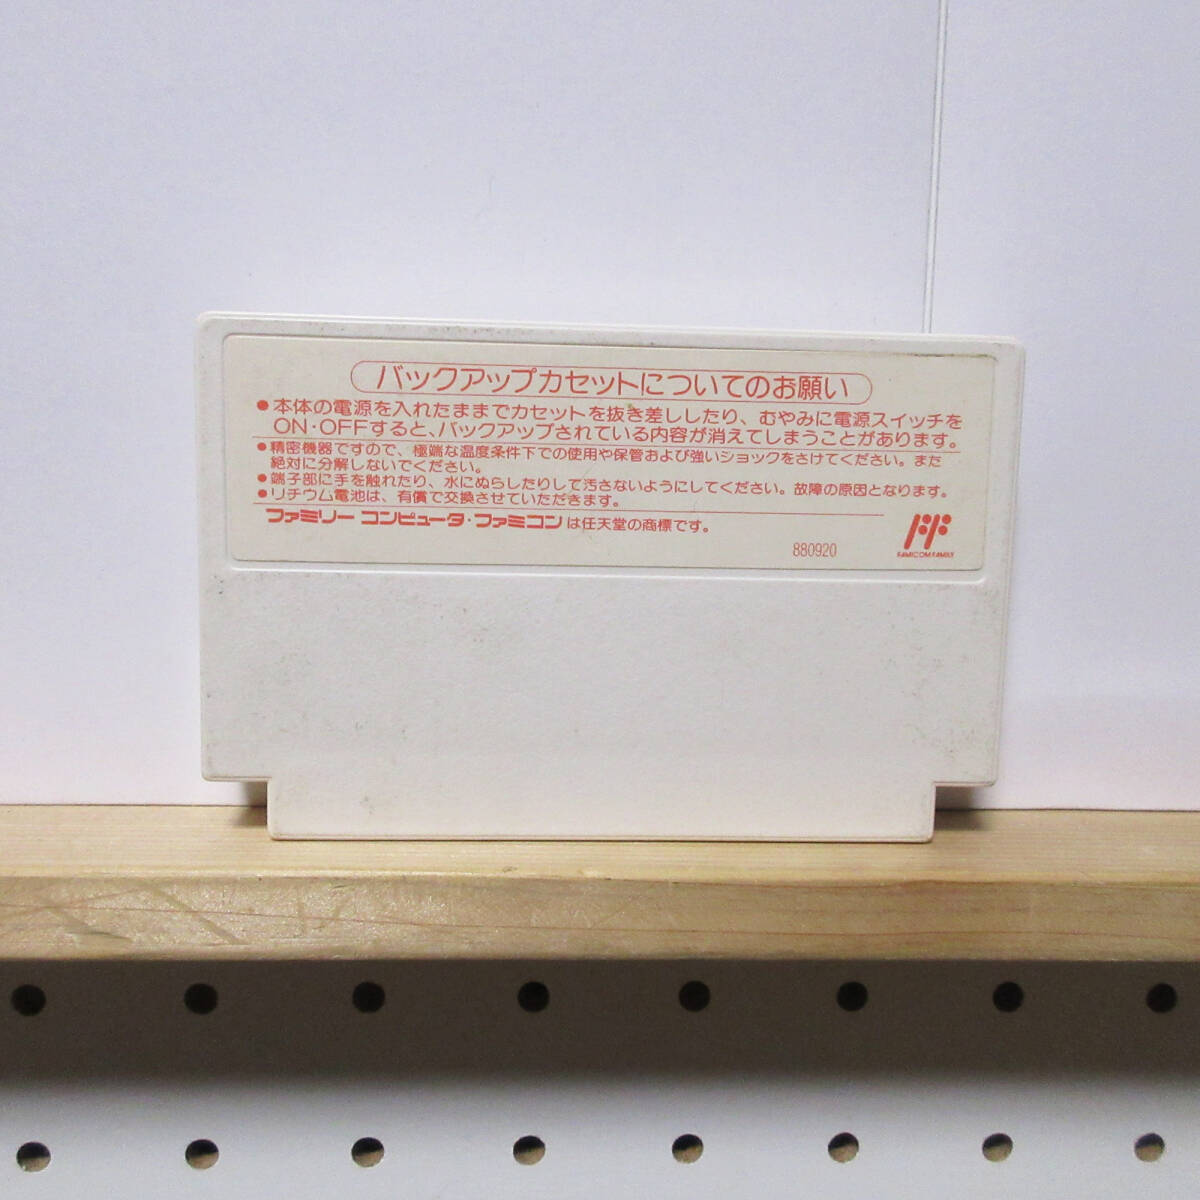 バックアップカセットについてのお願い
●本体の電源を入れたままでカセットを抜き差ししたり、むやみに電源スイッチを
ON・OFFすると、バックアップされている内容が消えてしまうことがあります。
●精密機器ですので、極端な温度条件下での使用や保管および強いショックをさけてください。また
絶対に分解しないでください。
●端子部に手を触れたり、水にぬらしたりして汚さないようにしてください。故障の原因となります。
●リチウム電池は、有償で交換させていただきます。
ファミリー コンピュータ・ファミコンは任天堂の商標です。
880920
FAMICOM FAMILY